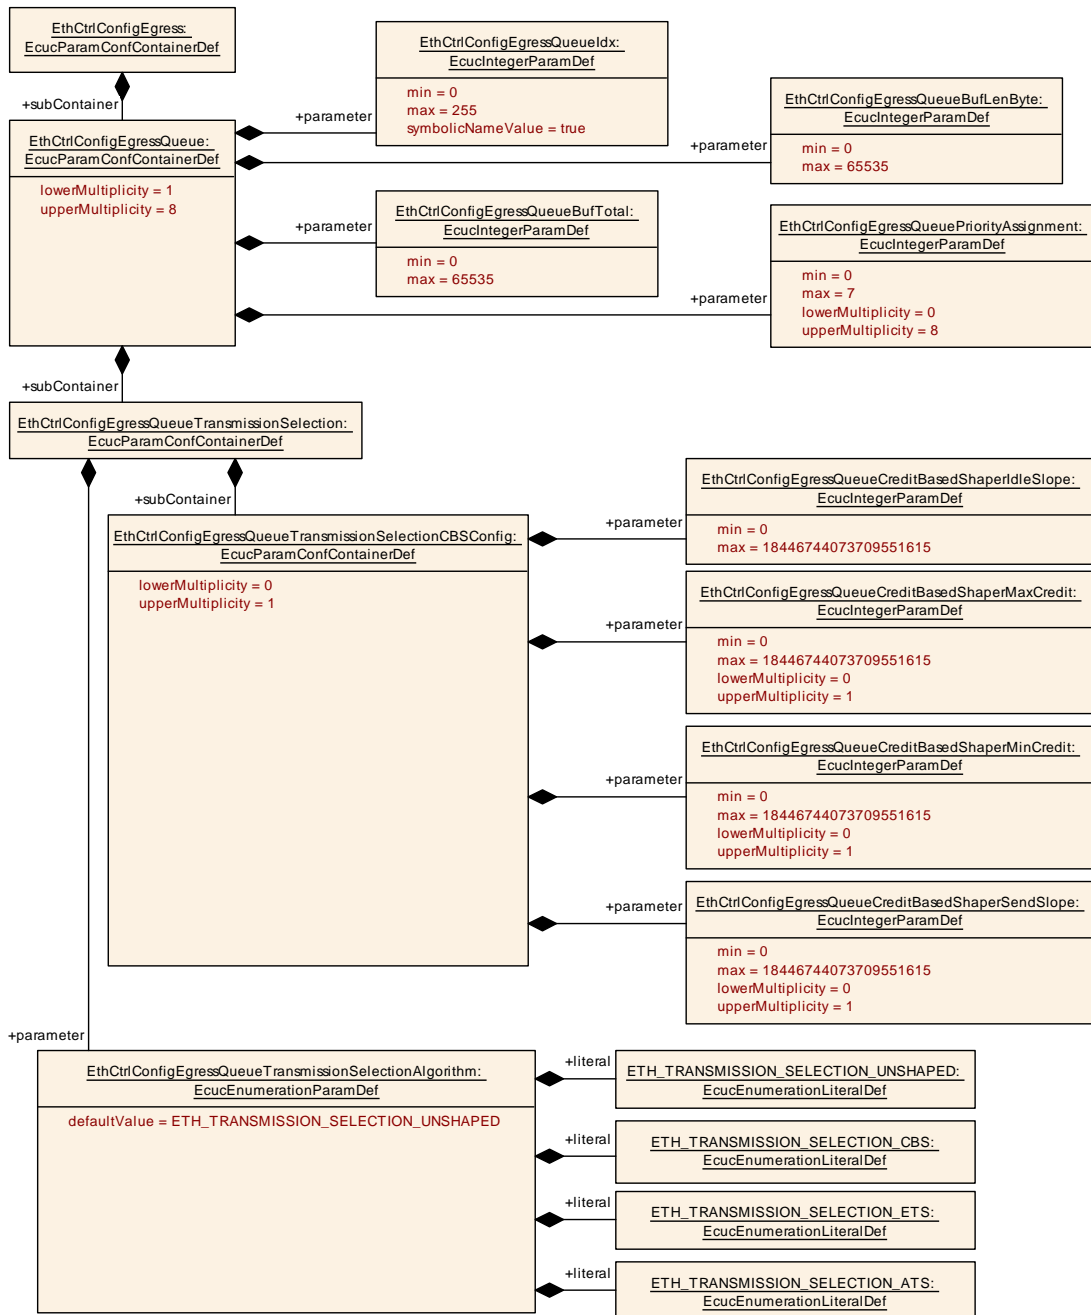 EthCtrlConfigEgress:
EcucParamConfContainerDef
+subContainer
EthCtrlConfigEgressQueue:
EcucParamConfContainerDef
lowerMultiplicity = 1
upperMultiplicity = 8
+parameter
EthCtrlConfigEgressQueueIdx:
EcucIntegerParamDef
min = 0
max = 255
symbolicNameValue = true
+parameter
EthCtrlConfigEgressQueueBufLenByte:
EcucIntegerParamDef
min = 0
max = 65535
+parameter
EthCtrlConfigEgressQueueBufTotal:
EcucIntegerParamDef
min = 0
max = 65535
+parameter
EthCtrlConfigEgressQueuePriorityAssignment:
EcucIntegerParamDef
min = 0
max = 7
lowerMultiplicity = 0
upperMultiplicity = 8
+subContainer
EthCtrlConfigEgressQueueTransmissionSelection:
EcucParamConfContainerDef
+subContainer
EthCtrlConfigEgressQueueTransmissionSelectionCBSConfig:
EcucParamConfContainerDef
lowerMultiplicity = 0
upperMultiplicity = 1
+parameter
EthCtrlConfigEgressQueueCreditBasedShaperIdleSlope:
EcucIntegerParamDef
min = 0
max = 18446744073709551615
+parameter
EthCtrlConfigEgressQueueCreditBasedShaperMaxCredit:
EcucIntegerParamDef
min = 0
max = 18446744073709551615
lowerMultiplicity = 0
upperMultiplicity = 1
+parameter
EthCtrlConfigEgressQueueCreditBasedShaperMinCredit:
EcucIntegerParamDef
min = 0
max = 18446744073709551615
lowerMultiplicity = 0
upperMultiplicity = 1
+parameter
EthCtrlConfigEgressQueueCreditBasedShaperSendSlope:
EcucIntegerParamDef
min = 0
max = 18446744073709551615
lowerMultiplicity = 0
upperMultiplicity = 1
+parameter
EthCtrlConfigEgressQueueTransmissionSelectionAlgorithm:
EcucEnumerationParamDef
defaultValue = ETH_TRANSMISSION_SELECTION_UNSHAPED
+literal
ETH_TRANSMISSION_SELECTION_UNSHAPED:
EcucEnumerationLiteralDef
+literal
ETH_TRANSMISSION_SELECTION_CBS:
EcucEnumerationLiteralDef
+literal
ETH_TRANSMISSION_SELECTION_ETS:
EcucEnumerationLiteralDef
+literal
ETH_TRANSMISSION_SELECTION_ATS:
EcucEnumerationLiteralDef